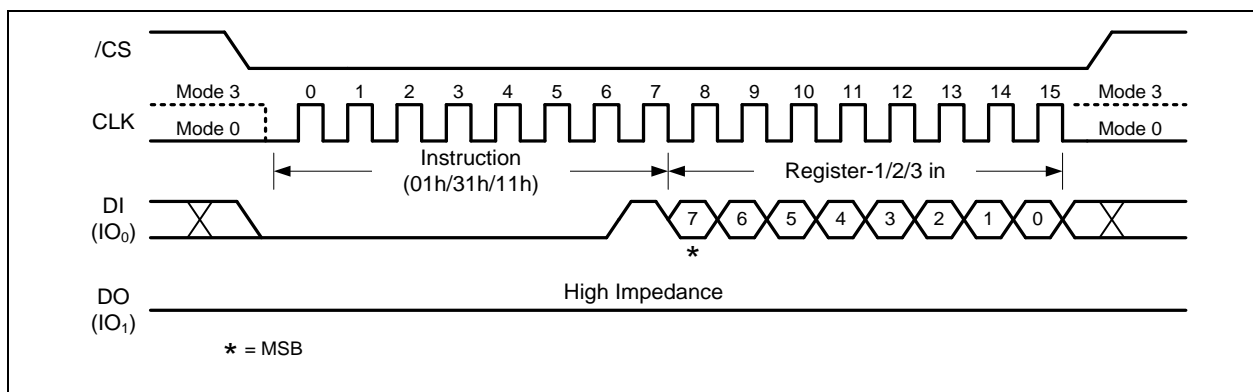 /CS
Mode 3 0 1 2 3 4 5 6 7 8 9 10 11 12 13 14 15 Mode 3
CLK
Mode 0 Mode 0
Instruction
(01h/31h/11h)
Register-1/2/3 in
DI
(IO₀)
7 6 5 4 3 2 1 0
*
High Impedance
DO
(IO₁)
* = MSB